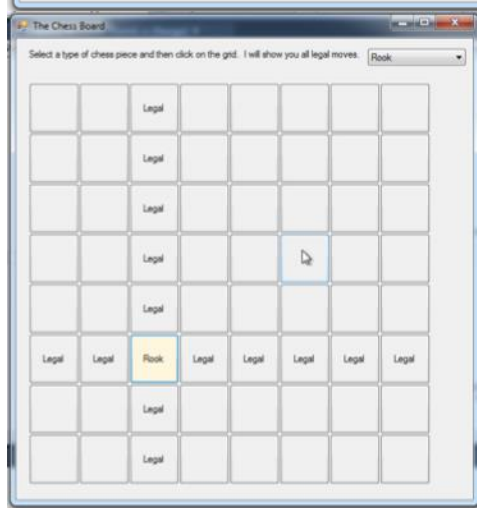 The Chess Board
Select a type of chess piece and then click on the grid. I will show you all legal moves. Rook
Legal
Legal
Legal
Legal
Legal
Legal Legal Rook Legal Legal Legal Legal Legal
Legal
Legal